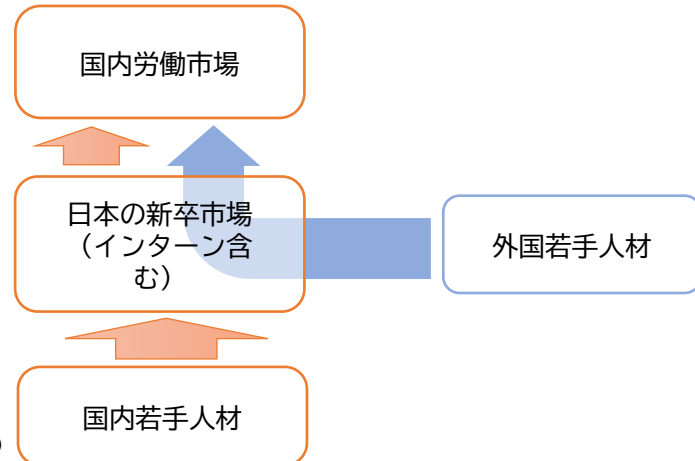 国内労働市場
日本の新卒市場
（インターン含
む）
外国若手人材
国内若手人材